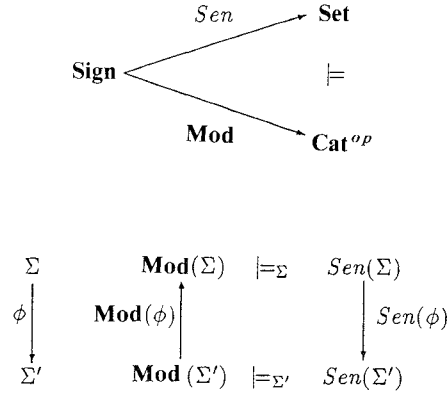 Sen Set
Sign |=
Mod Cat^op
Σ Mod(Σ) |=_Σ Sen(Σ)
ϕ Mod(ϕ) Sen(ϕ)
Σ′ Mod (Σ′) |=_Σ′ Sen(Σ′)